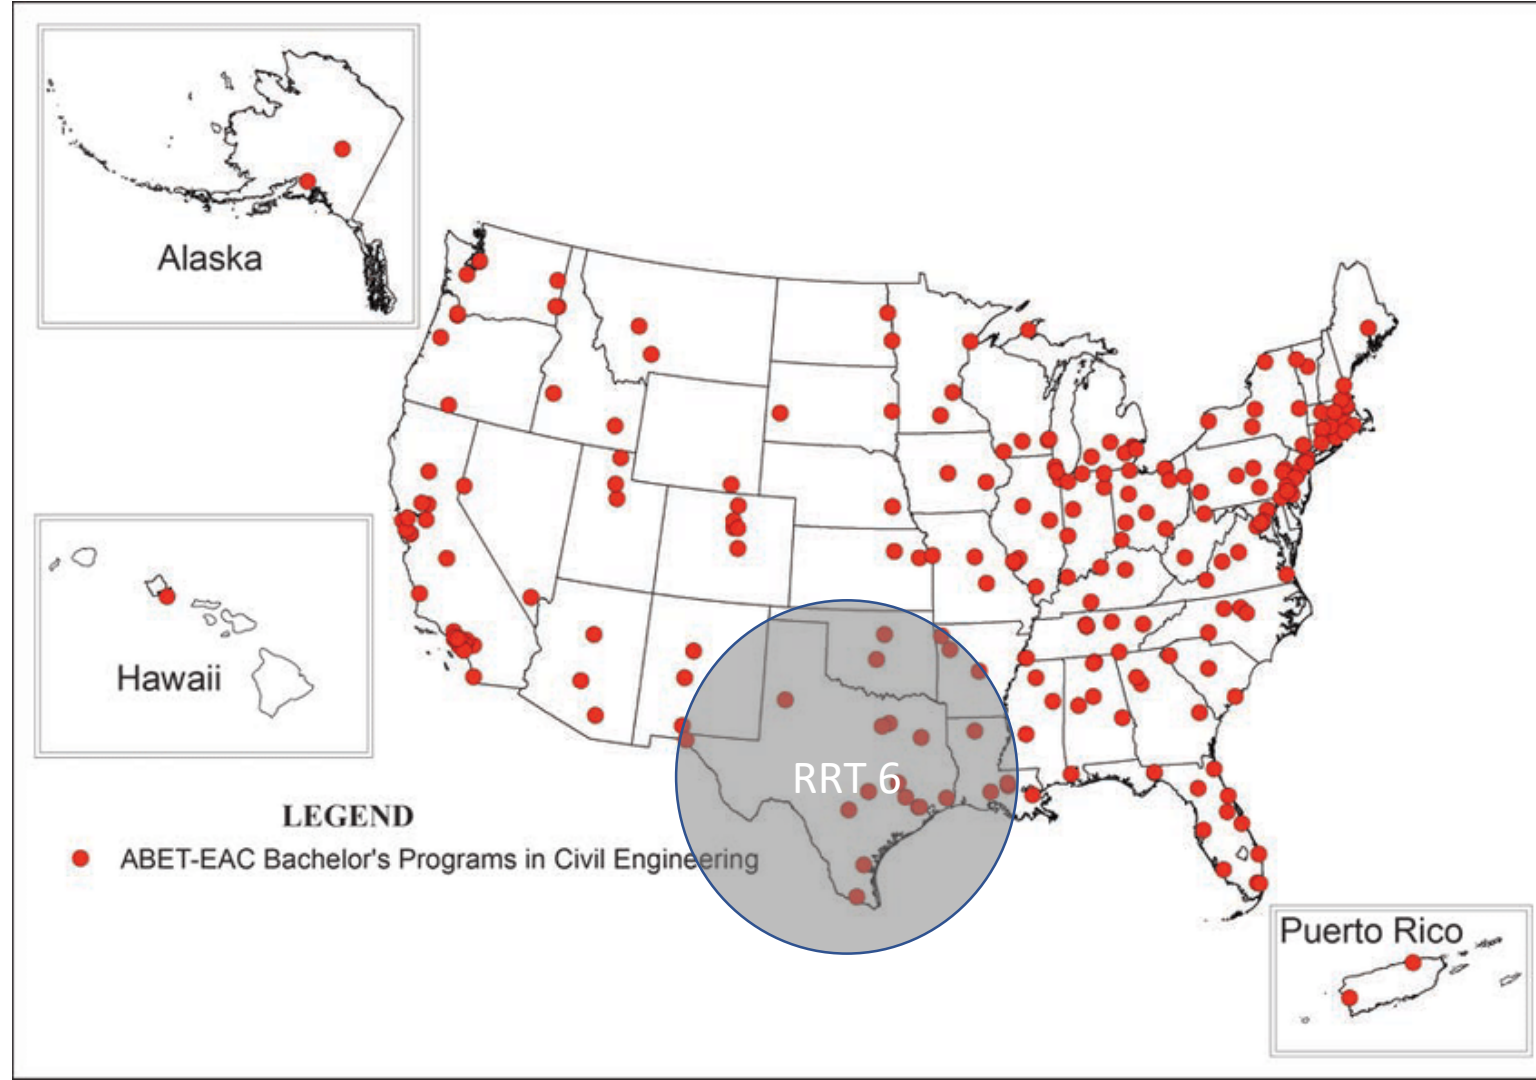 Alaska
Hawaii
RRT 6
LEGEND
ABET-EAC Bachelor's Programs in Civil Engineering
Puerto Rico